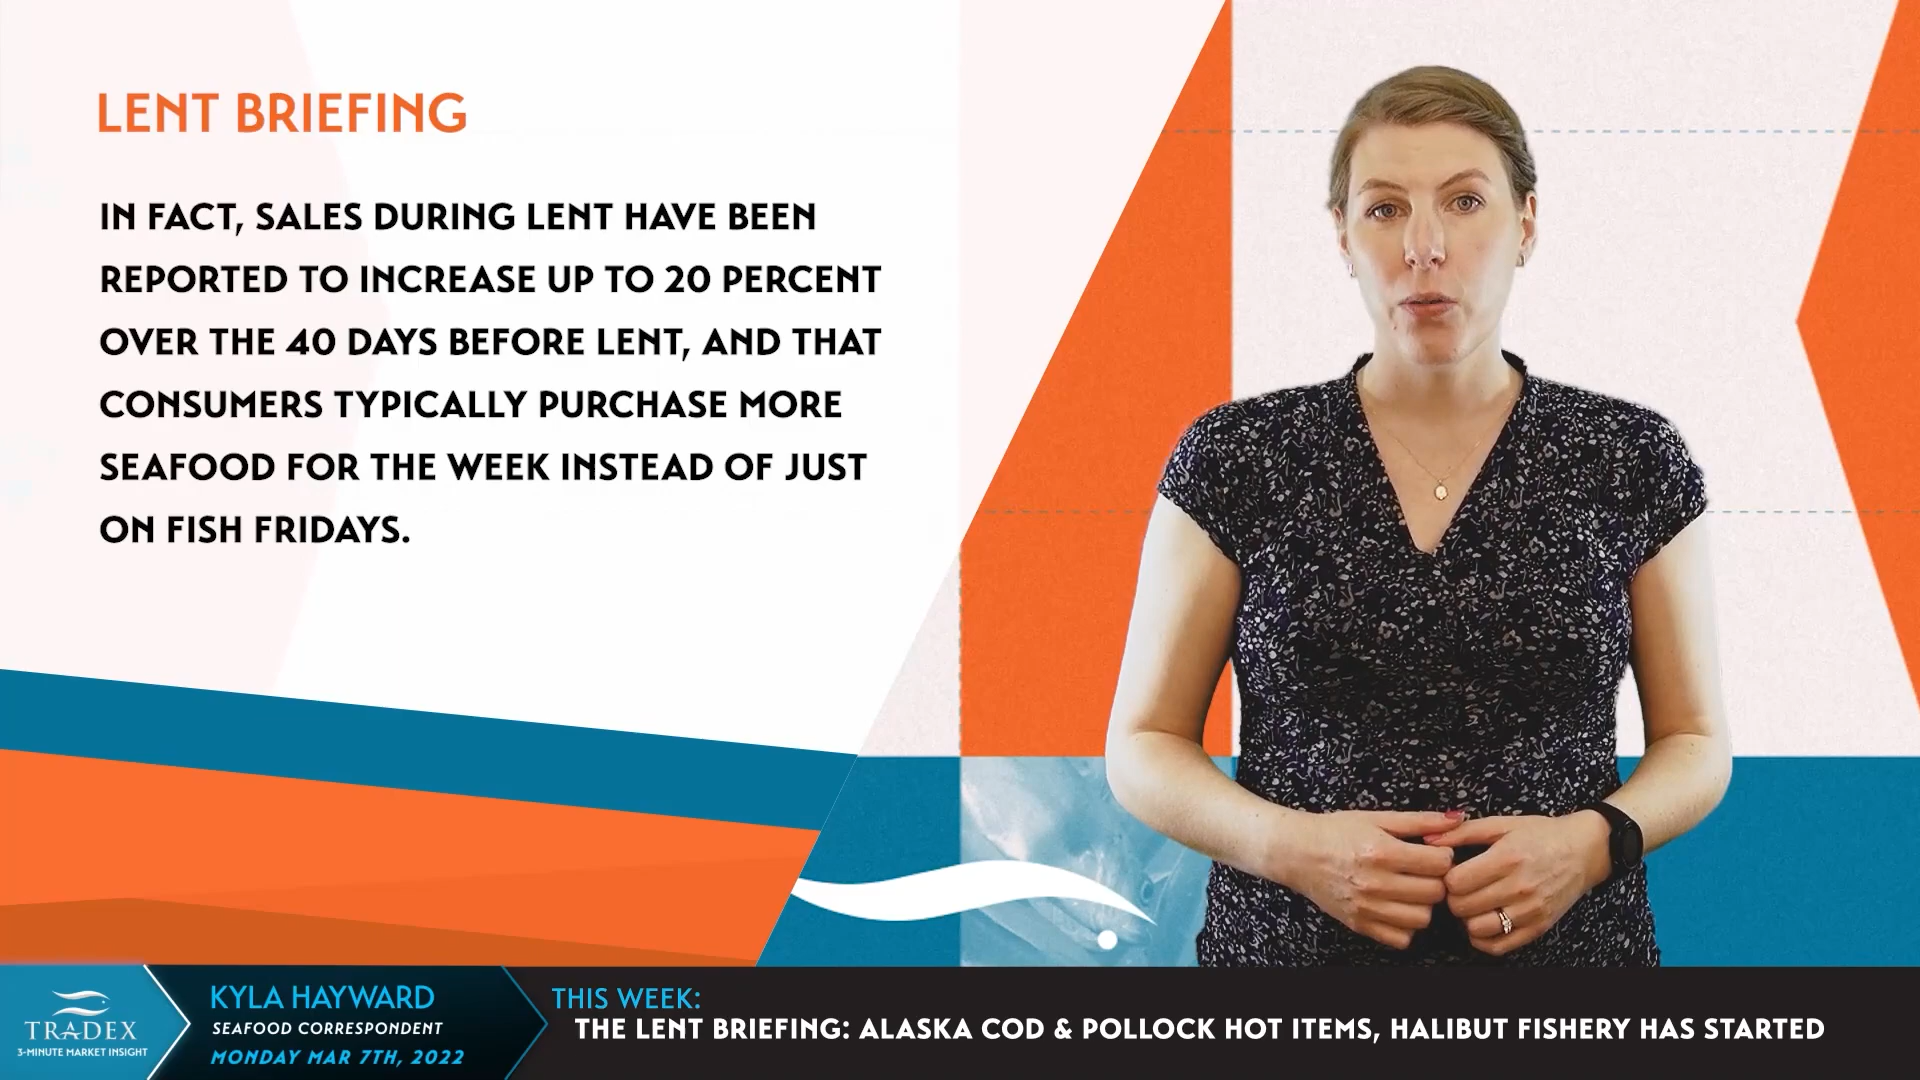 LENT BRIEFING
IN FACT, SALES DURING LENT HAVE BEEN
REPORTED TO INCREASE UP TO 20 PERCENT
OVER THE 40 DAYS BEFORE LENT, AND THAT
CONSUMERS TYPICALLY PURCHASE MORE
SEAFOOD FOR THE WEEK INSTEAD OF JUST
ON FISH FRIDAYS.
TRADEX
3-MINUTE MARKET INSIGHT
KYLA HAYWARD
SEAFOOD CORRESPONDENT
MONDAY MAR 7TH, 2022
THIS WEEK:
THE LENT BRIEFING: ALASKA COD & POLLOCK HOT ITEMS, HALIBUT FISHERY HAS STARTED